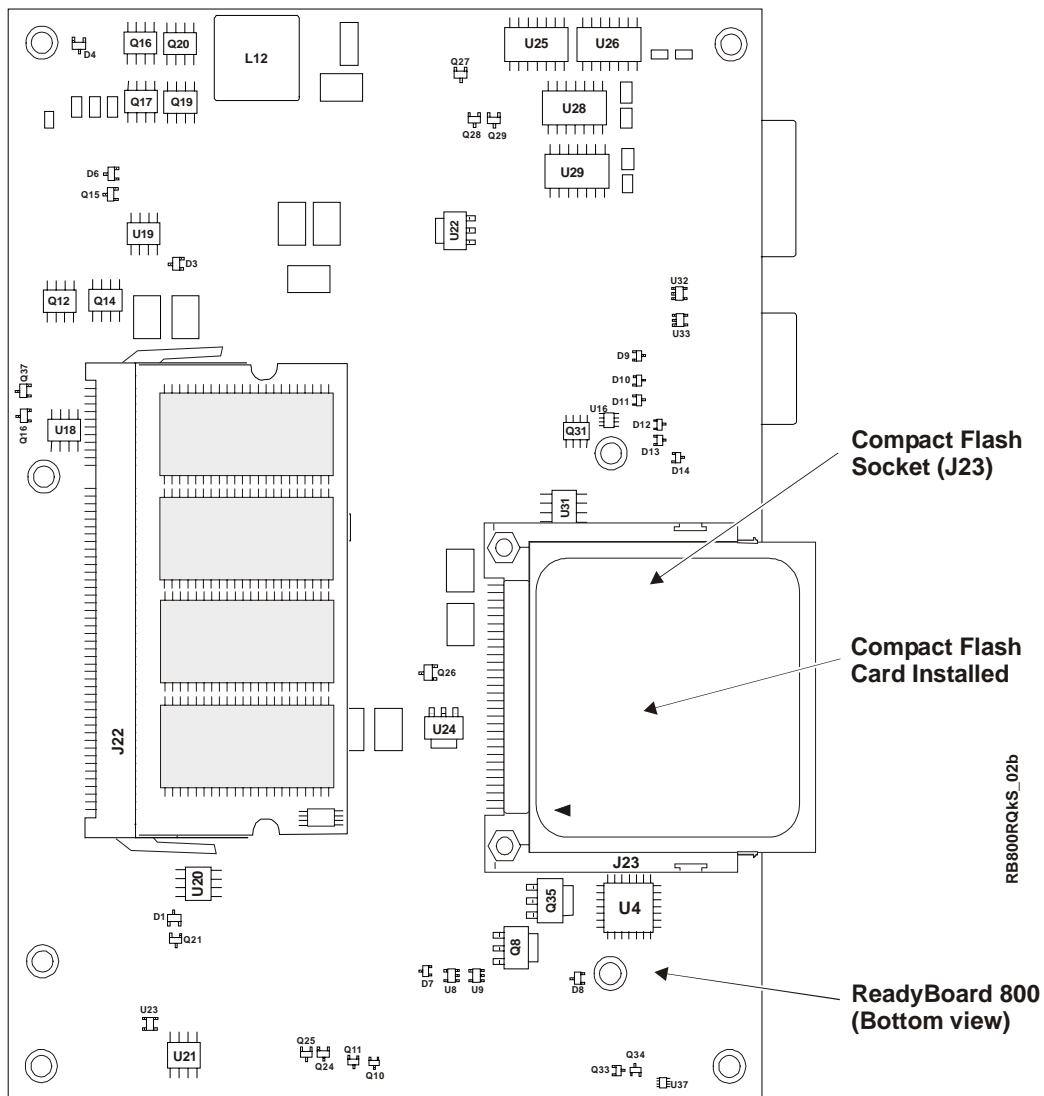 Q16 Q20 L12 U25 U26
D4
Q27
Q17 Q19 U28
Q28 Q29
U29
D6
Q15
U19 U22
D3
U32
Q12 Q14
U33
D9
Q37 D10
D11
U16
Q16 U18 Q31 D12
D13
D14
Compact Flash
Socket (J23)
U31
Compact Flash
Card Installed
Q26
U24
J22
RB800RQkS_02b
J23
U20 Q35 U4
D1
Q21 Q8
D7 U8 U9 D8
ReadyBoard 800
(Bottom view)
U23
U21 Q25
Q24 Q11
Q10
Q34
Q33
U37